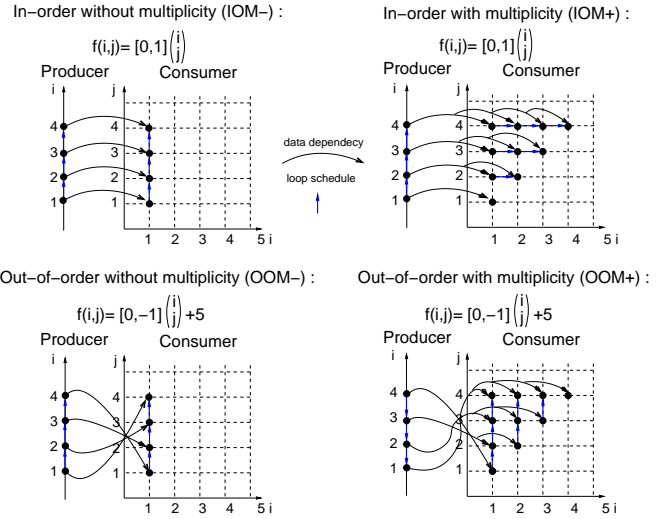 In-order without multiplicity (IOM-) :
f(i,j)= [0,1] (i j)
Producer Consumer
i j
4 4
3 3
2 2
1 1
1 2 3 4 5 i
data dependecy
loop schedule
In-order with multiplicity (IOM+) :
f(i,j)= [0,1] (i j)
Producer Consumer
i j
4 4
3 3
2 2
1 1
1 2 3 4 5 i
Out-of-order without multiplicity (OOM-) :
f(i,j)= [0,-1] (i j) +5
Producer Consumer
i j
4 4
3 3
2 2
1 1
1 2 3 4 5 i
Out-of-order with multiplicity (OOM+) :
f(i,j)= [0,-1] (i j) +5
Producer Consumer
i j
4 4
3 3
2 2
1 1
1 2 3 4 5 i